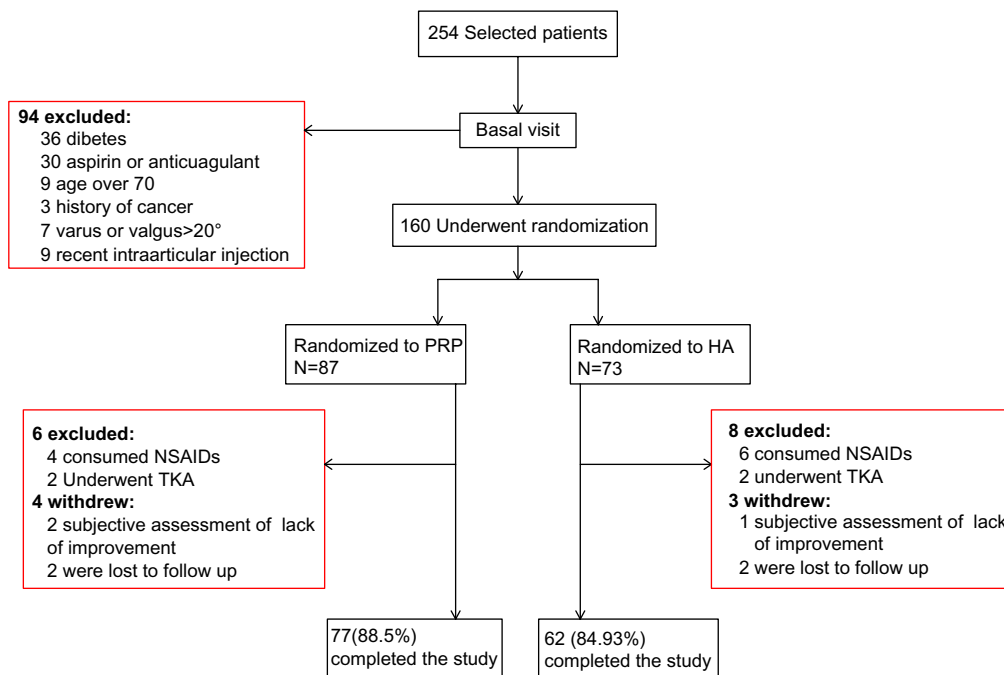 254 Selected patients
94 excluded:
36 dibetes
30 aspirin or anticuagulant
9 age over 70
3 history of cancer
7 varus or valgus>20°
9 recent intraarticular injection
Basal visit
160 Underwent randomization
Randomized to PRP
N=87
Randomized to HA
N=73
6 excluded:
4 consumed NSAIDs
2 Underwent TKA
4 withdrew:
2 subjective assessment of lack
of improvement
2 were lost to follow up
8 excluded:
6 consumed NSAIDs
2 underwent TKA
3 withdrew:
1 subjective assessment of lack
of improvement
2 were lost to follow up
77(88.5%)
completed the study
62 (84.93%)
completed the study